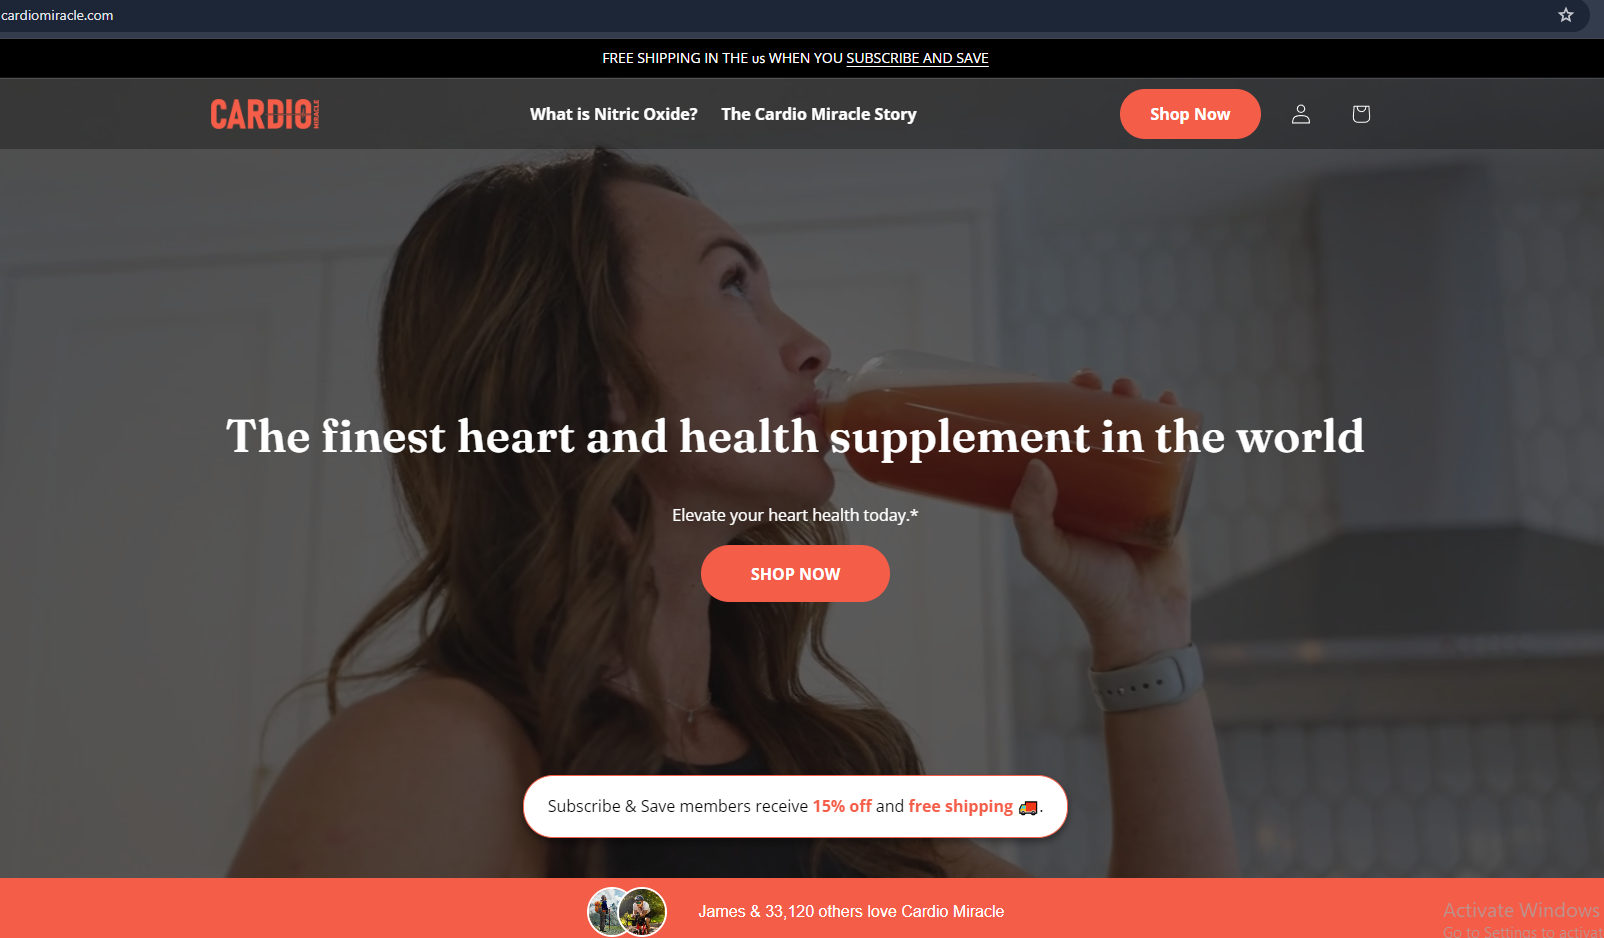 cardiomiracle.com
FREE SHIPPING IN THE us WHEN YOU SUBSCRIBE AND SAVE
CARDIO MIRACLE
What is Nitric Oxide?
The Cardio Miracle Story
Shop Now
The finest heart and health supplement in the world
Elevate your heart health today.*
SHOP NOW
Subscribe & Save members receive 15% off and free shipping 🚚.
James & 33,120 others love Cardio Miracle
Activate Windows
Go to Settings to activat